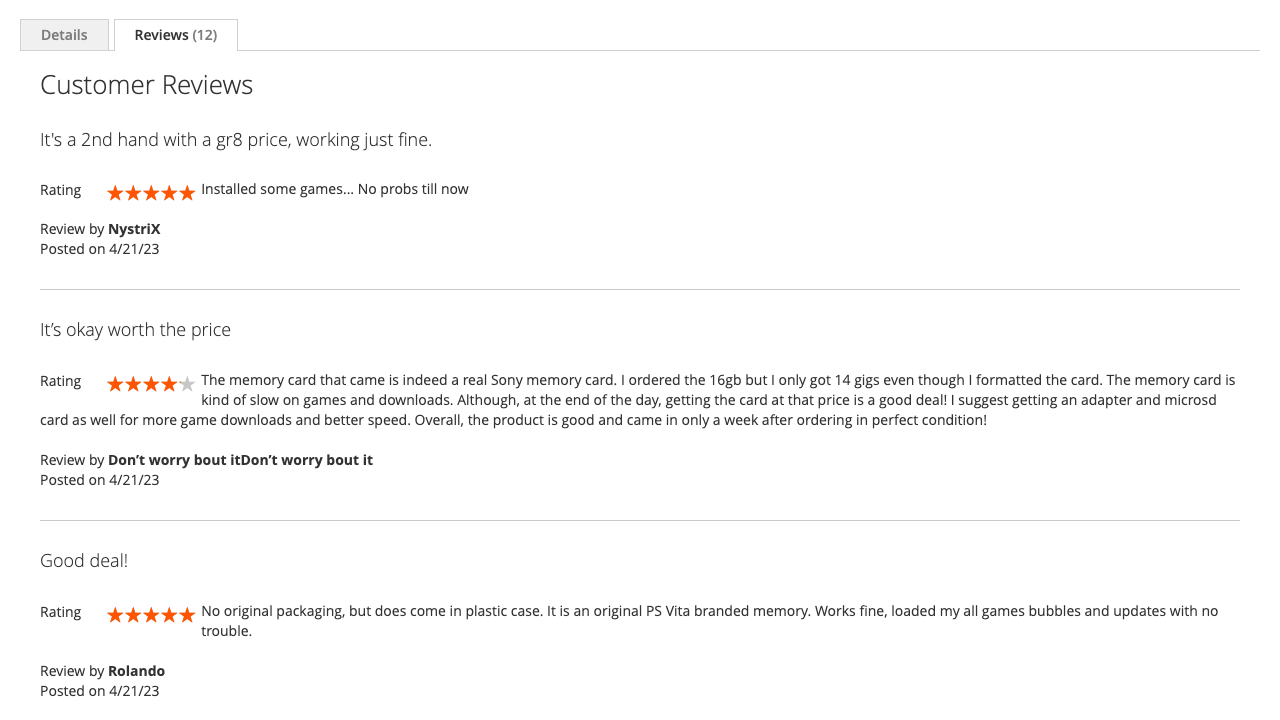 Details
Reviews (12)
Customer Reviews
It's a 2nd hand with a gr8 price, working just fine.
Rating
Installed some games... No probs till now
Review by NystriX
Posted on 4/21/23
It’s okay worth the price
Rating
The memory card that came is indeed a real Sony memory card. I ordered the 16gb but I only got 14 gigs even though I formatted the card. The memory card is
kind of slow on games and downloads. Although, at the end of the day, getting the card at that price is a good deal! I suggest getting an adapter and microsd
card as well for more game downloads and better speed. Overall, the product is good and came in only a week after ordering in perfect condition!
Review by Don’t worry bout itDon’t worry bout it
Posted on 4/21/23
Good deal!
Rating
No original packaging, but does come in plastic case. It is an original PS Vita branded memory. Works fine, loaded my all games bubbles and updates with no
trouble.
Review by Rolando
Posted on 4/21/23